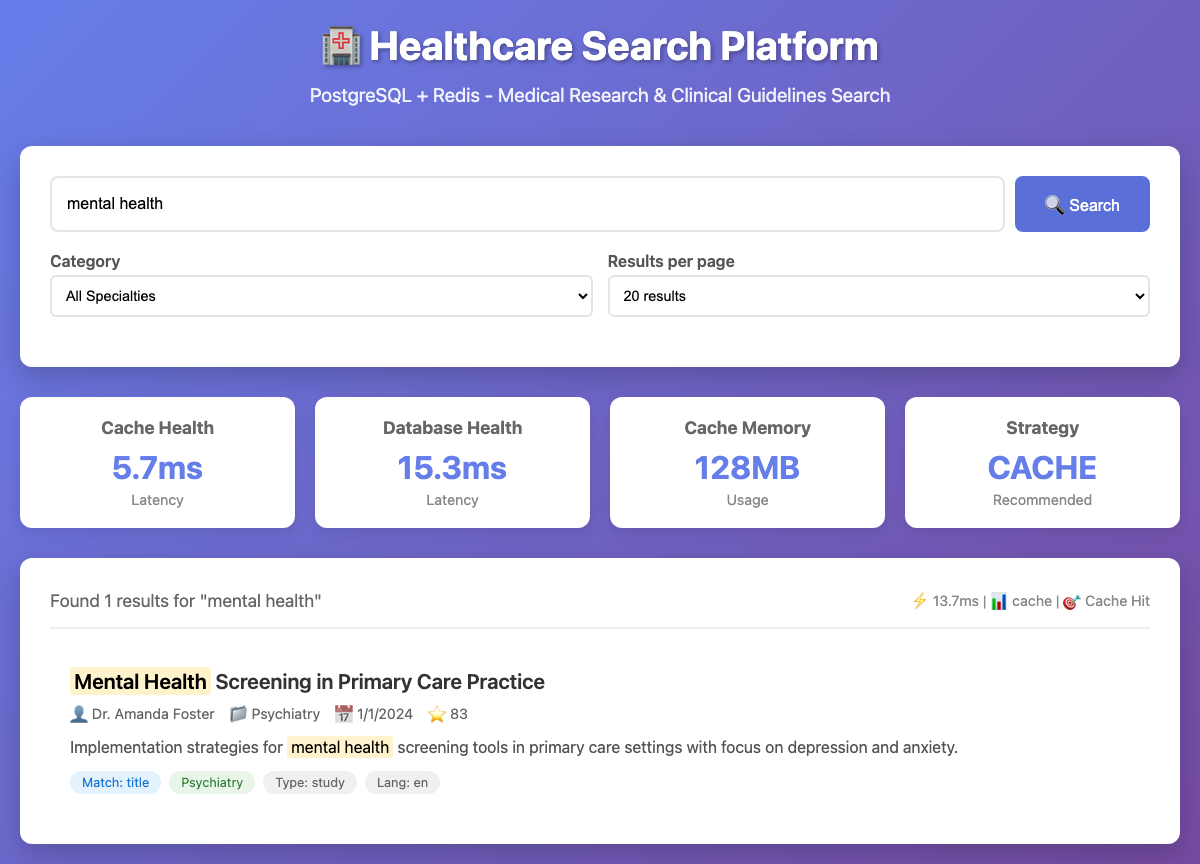 🏥 Healthcare Search Platform
PostgreSQL + Redis - Medical Research & Clinical Guidelines Search
mental health
🔍 Search
Category
Results per page
All Specialties
20 results
Cache Health
5.7ms
Latency
Database Health
15.3ms
Latency
Cache Memory
128MB
Usage
Strategy
CACHE
Recommended
Found 1 results for "mental health"
⚡ 13.7ms | 📊 cache | 🎯 Cache Hit
Mental Health Screening in Primary Care Practice
👤 Dr. Amanda Foster 📁 Psychiatry 📅 1/1/2024 ⭐ 83
Implementation strategies for mental health screening tools in primary care settings with focus on depression and anxiety.
Match: title Psychiatry Type: study Lang: en